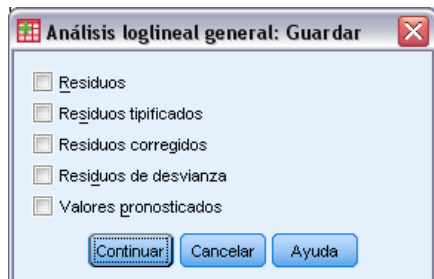 Análisis loglineal general: Guardar
Residuos
Residuos tipificados
Residuos corregidos
Residuos de desvianza
Valores pronosticados
Continuar Cancelar Ayuda